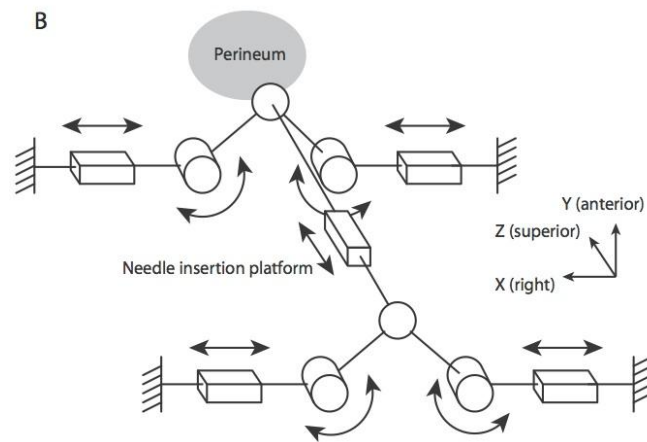 B
Perineum
Y (anterior)
Z (superior)
X (right)
Needle insertion platform